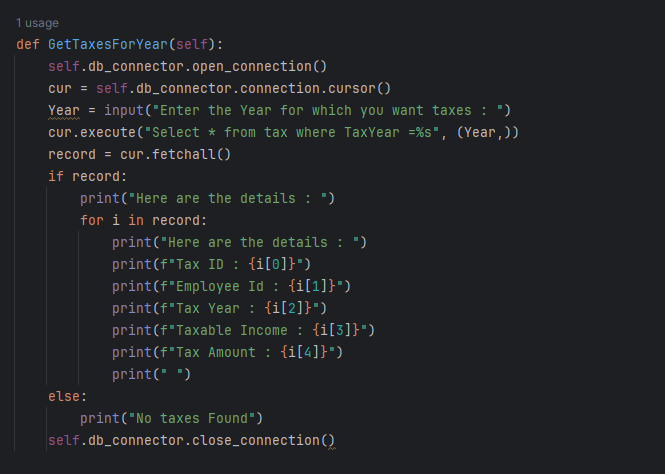 1 usage
def GetTaxesForYear(self):
    self.db_connector.open_connection()
    cur = self.db_connector.connection.cursor()
    Year = input("Enter the Year for which you want taxes : ")
    cur.execute("Select * from tax where TaxYear =%s", (Year,))
    record = cur.fetchall()
    if record:
        print("Here are the details : ")
        for i in record:
            print("Here are the details : ")
            print(f"Tax ID : {i[0]}")
            print(f"Employee Id : {i[1]}")
            print(f"Tax Year : {i[2]}")
            print(f"Taxable Income : {i[3]}")
            print(f"Tax Amount : {i[4]}")
            print(" ")
    else:
        print("No taxes Found")
    self.db_connector.close_connection()